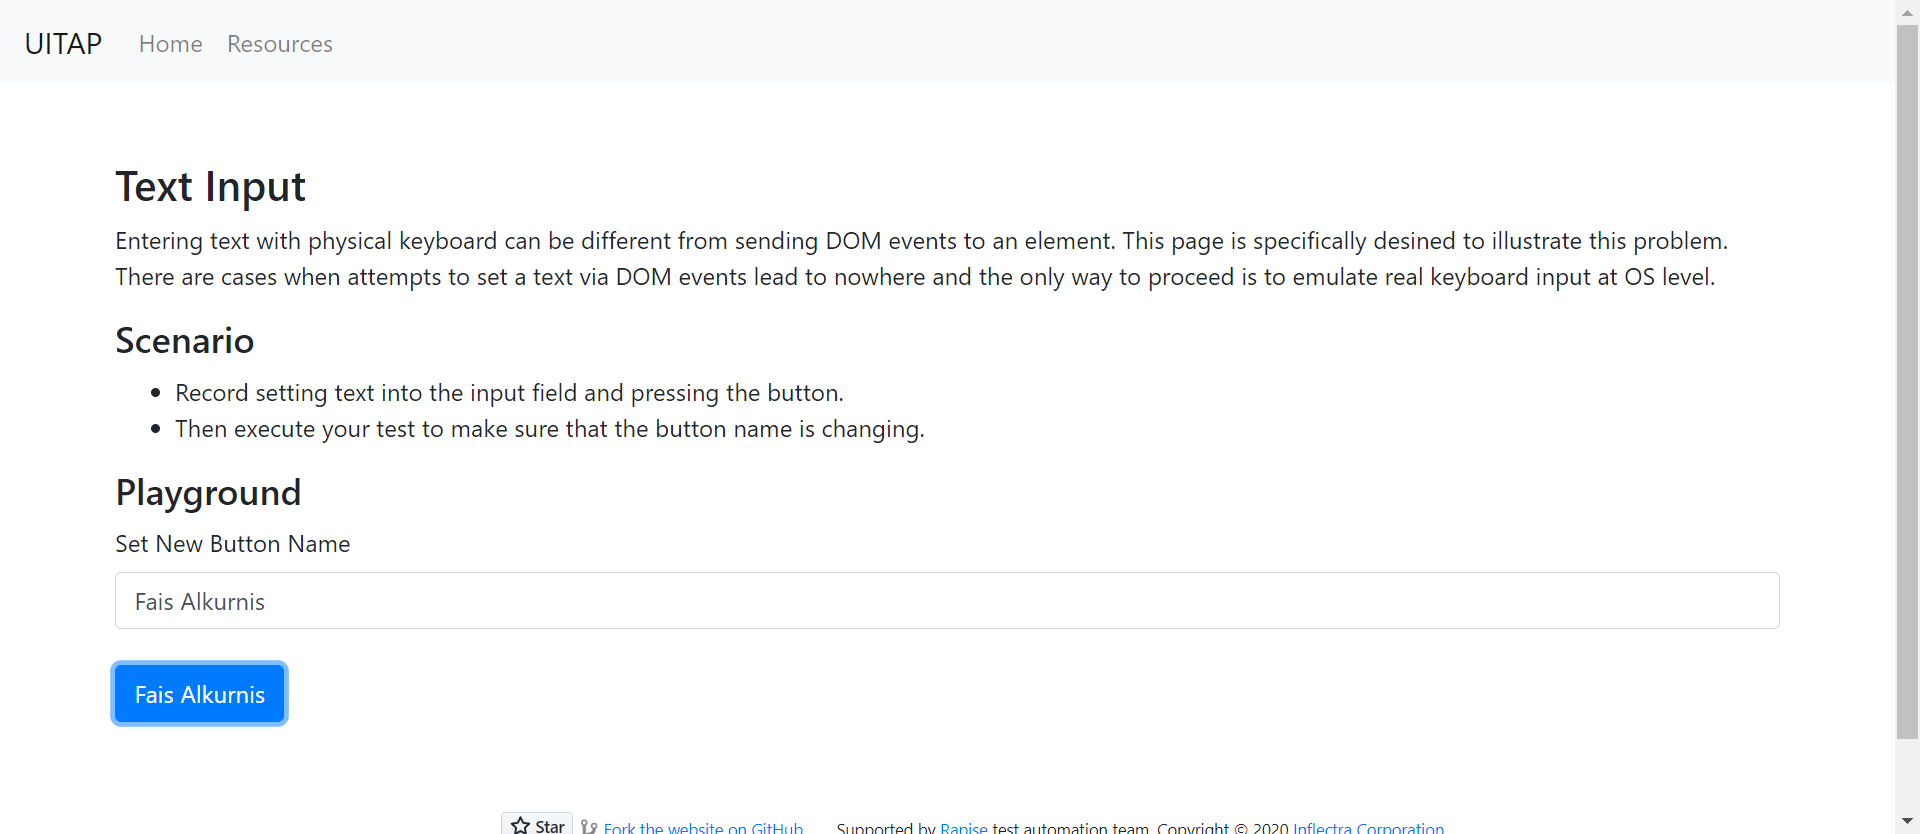 UITAP Home Resources
Text Input
Entering text with physical keyboard can be different from sending DOM events to an element. This page is specifically desined to illustrate this problem.
There are cases when attempts to set a text via DOM events lead to nowhere and the only way to proceed is to emulate real keyboard input at OS level.
Scenario
Record setting text into the input field and pressing the button.
Then execute your test to make sure that the button name is changing.
Playground
Set New Button Name
Fais Alkurnis
Fais Alkurnis
Star Fork the website on GitHub Supported by Rapise test automation team. Copyright © 2020 Inflectra Corporation